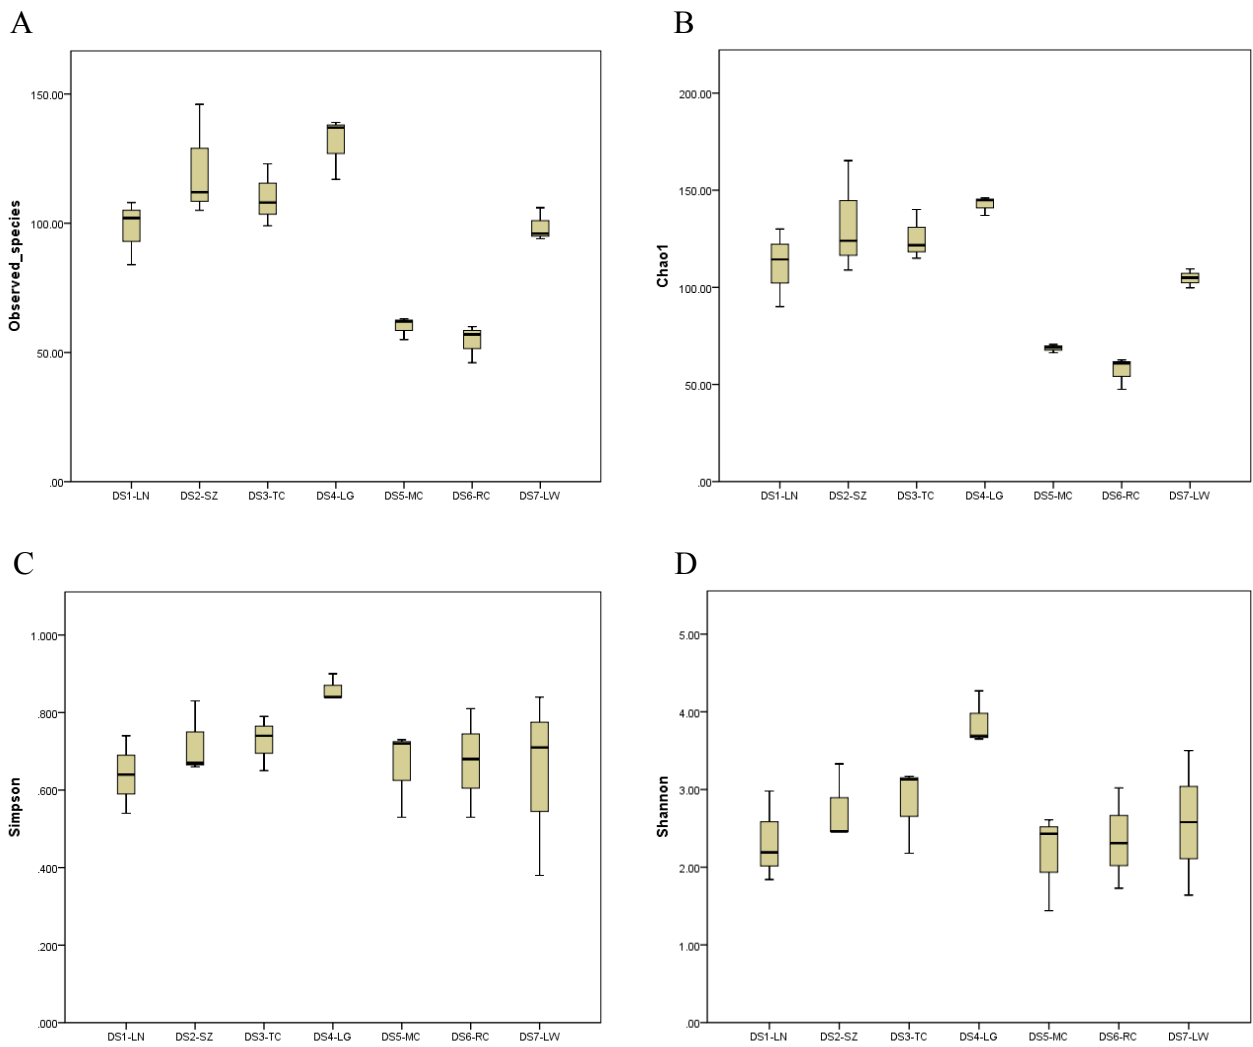 A
Observed_species
150.00
100.00
50.00
.00
DS1-LN DS2-SZ DS3-TC DS4-LG DS5-MC DS6-RC DS7-LW
B
Chao1
200.00
150.00
100.00
50.00
.00
DS1-LN DS2-SZ DS3-TC DS4-LG DS5-MC DS6-RC DS7-LW
C
Simpson
1.000
.800
.600
.400
.200
.000
DS1-LN DS2-SZ DS3-TC DS4-LG DS5-MC DS6-RC DS7-LW
D
Shannon
5.00
4.00
3.00
2.00
1.00
.00
DS1-LN DS2-SZ DS3-TC DS4-LG DS5-MC DS6-RC DS7-LW